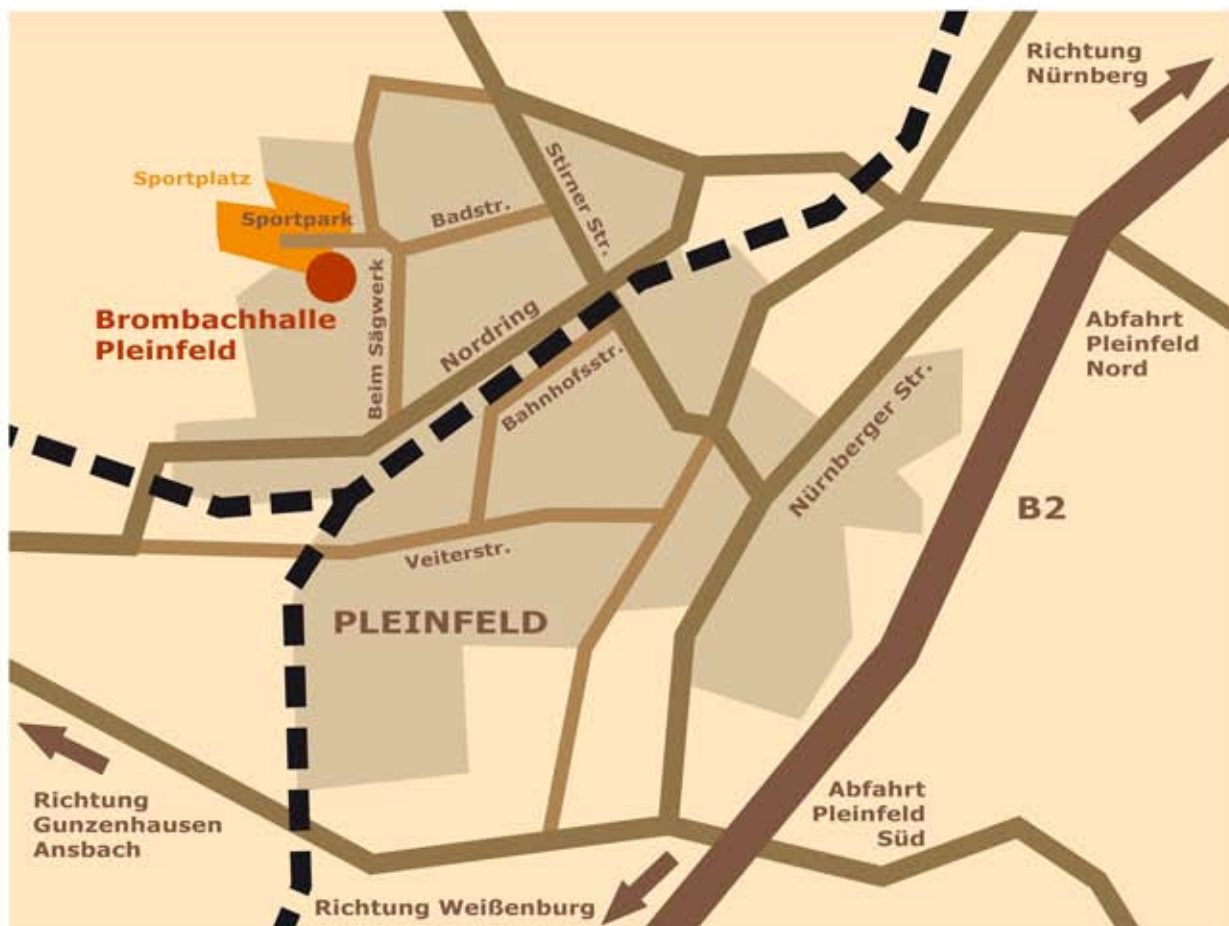 Richtung
Nürnberg
Sportplatz
Sportpark
Badstr.
Stirner Str.
Brombachhalle
Pleinfeld
Beim Sägwerk
Nordring
Bahnhofsstr.
Abfahrt
Pleinfeld
Nord
Nürnberger Str.
B2
Veiterstr.
PLEINFELD
Richtung
Gunzenhausen
Ansbach
Abfahrt
Pleinfeld
Süd
Richtung Weißenburg